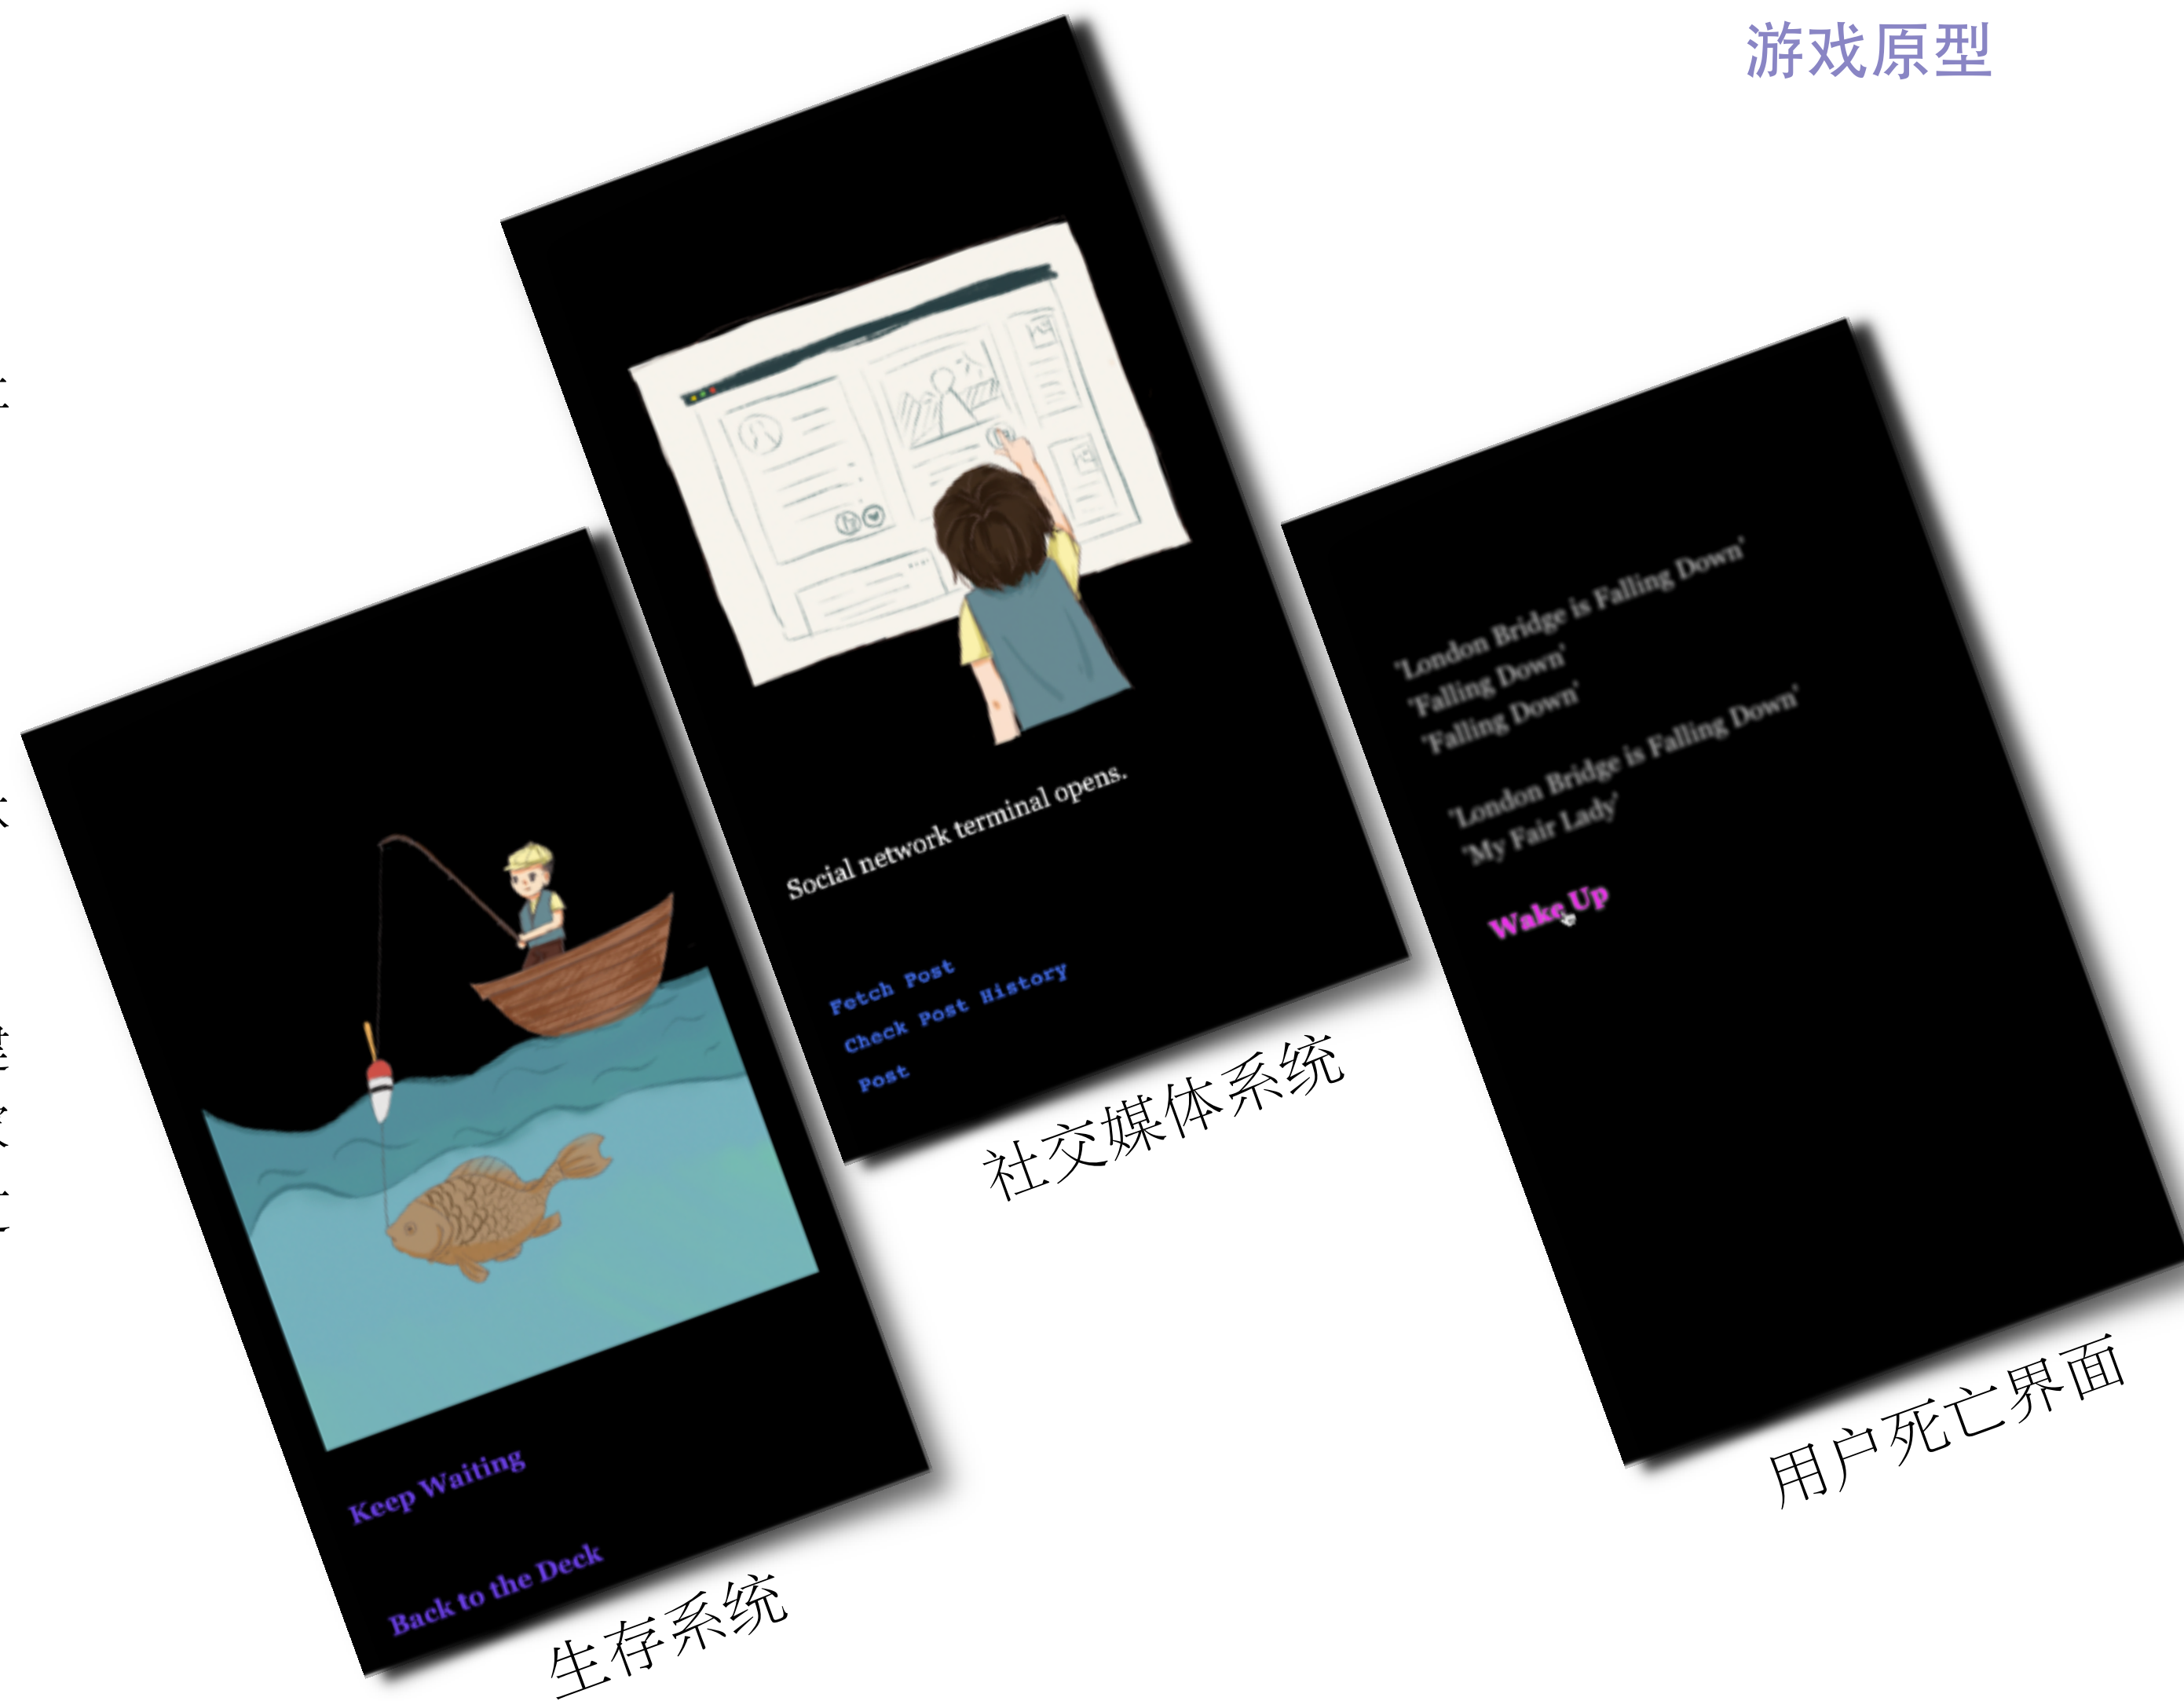 游戏原型
Keep Waiting
Back to the Deck
生存系统
Social network terminal opens.
Fetch Post
Check Post History
Post
社交媒体系统
'London Bridge is Falling Down'
'Falling Down'
'Falling Down'
'London Bridge is Falling Down'
'My Fair Lady'
Wake Up
用户死亡界面